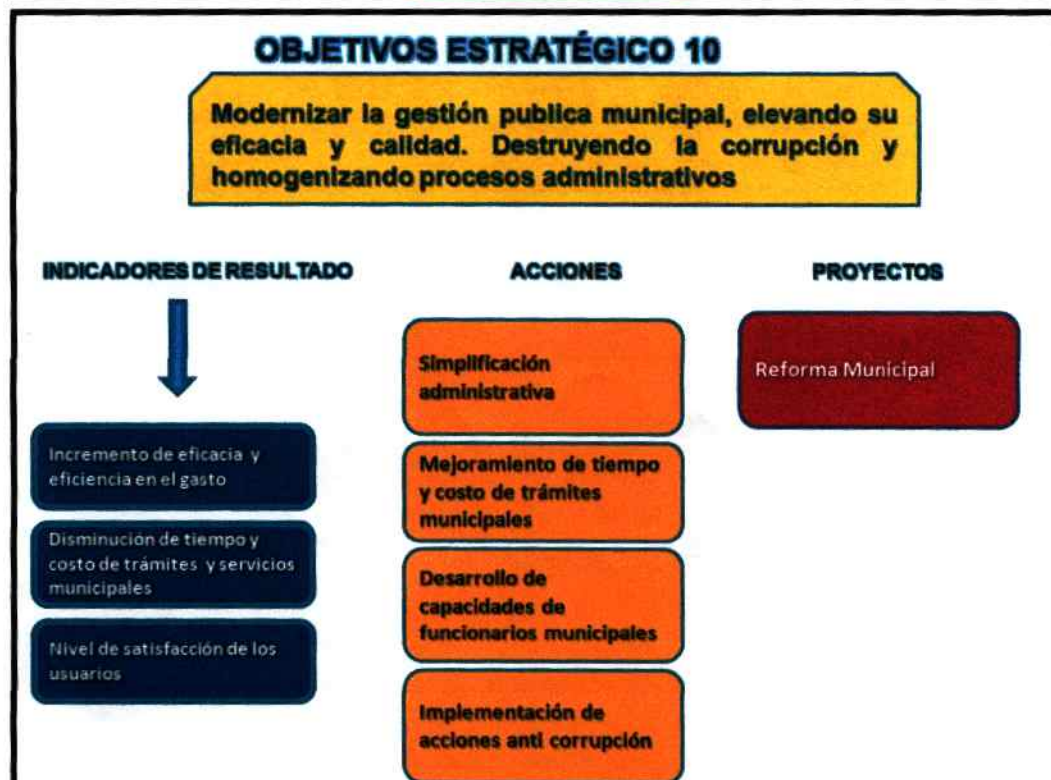 OBJETIVOS ESTRATÉGICO 10
Modernizar la gestión publica municipal, elevando su
eficacia y calidad. Destruyendo la corrupción y
homogenizando procesos administrativos
INDICADORES DE RESULTADO
Incremento de eficacia y
eficiencia en el gasto
Disminución de tiempo y
costo de trámites y servicios
municipales
Nivel de satisfacción de los
usuarios
ACCIONES
Simplificación
administrativa
Mejoramiento de tiempo
y costo de trámites
municipales
Desarrollo de
capacidades de
funcionarios municipales
Implementación de
acciones anti corrupción
PROYECTOS
Reforma Municipal